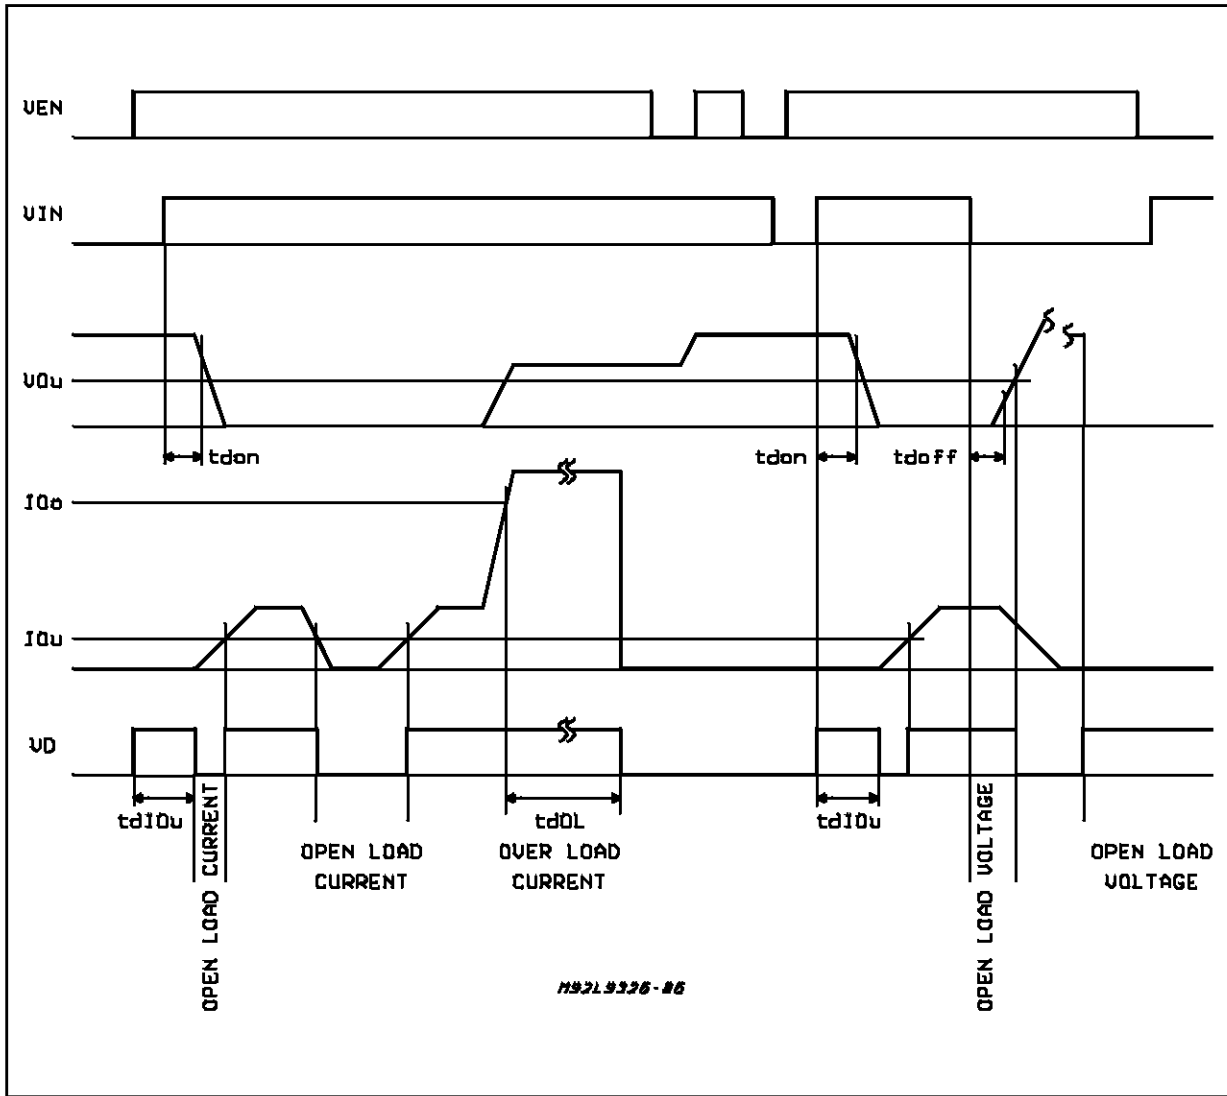 VEN
VIN
VOu
tdon
tdon
tdoff
IOo
IOu
VD
tdIOu
OPEN LOAD CURRENT
OPEN LOAD
CURRENT
tdOL
OVER LOAD
CURRENT
tdIOu
OPEN LOAD VOLTAGE
OPEN LOAD
VOLTAGE
M92L9326-06